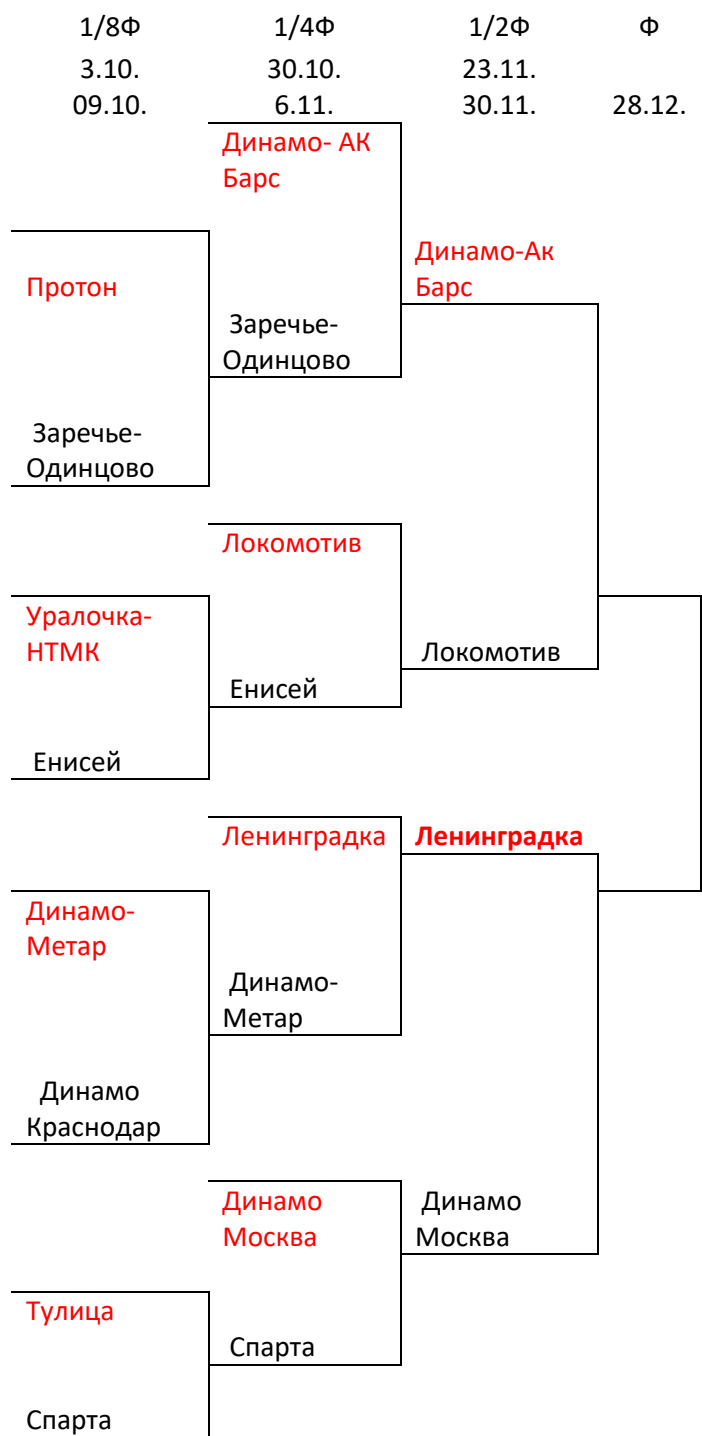 1/8Ф 1/4Ф 1/2Ф Ф
3.10. 30.10. 23.11.
09.10. 6.11. 30.11. 28.12.
Динамо- АК
Барс
Динамо-Ак
Барс
Протон
Заречье-
Одинцово
Заречье-
Одинцово
Локомотив
Уралочка-
НТМК
Локомотив
Енисей
Енисей
Ленинградка Ленинградка
Динамо-
Метар
Динамо-
Метар
Динамо
Краснодар
Динамо
Москва
Динамо
Москва
Тулица
Спарта
Спарта